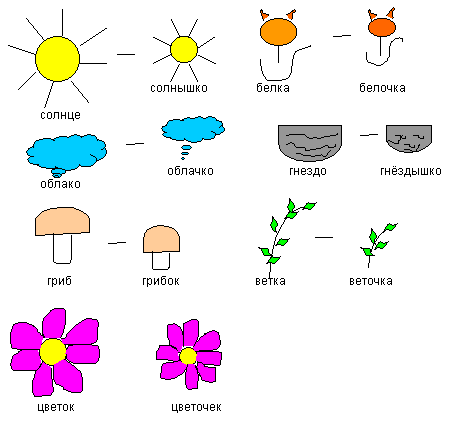 солнце
солнышко
белка
белочка
облако
облачко
гнездо
гнёздышко
гриб
грибок
ветка
веточка
цветок
цветочек